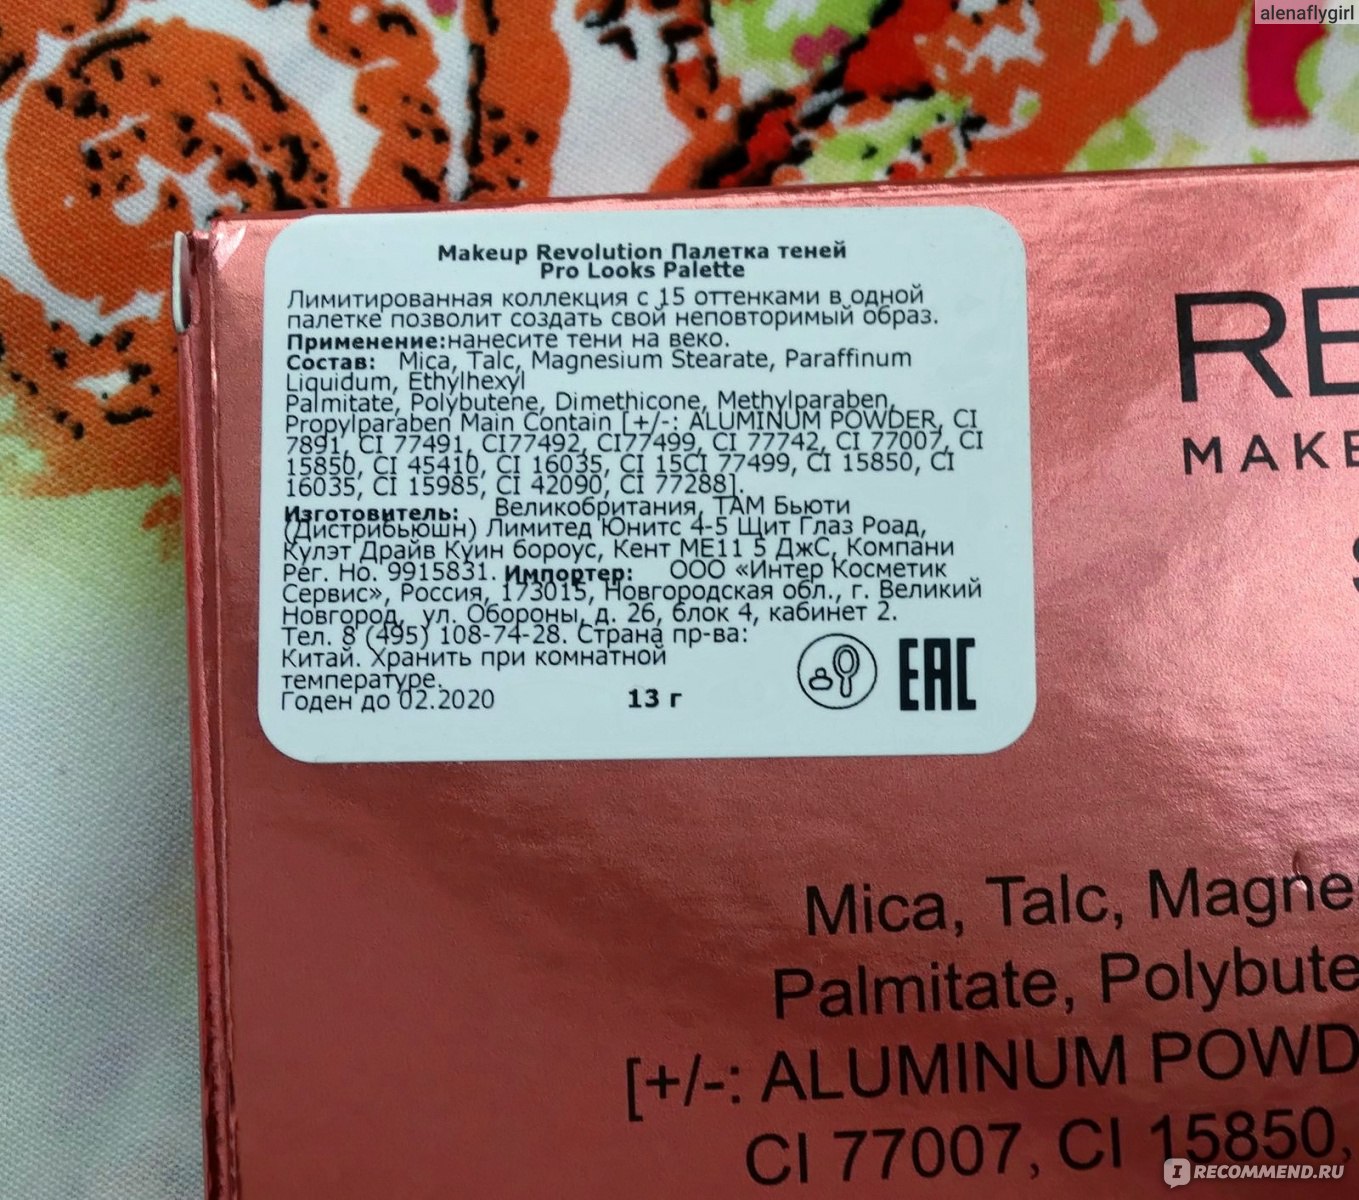 alenaflygirl
Makeup Revolution Палетка теней
Pro Looks Palette
Лимитированная коллекция с 15 оттенками в одной
палетке позволит создать свой неповторимый образ.
Применение:нанесите тени на веко.
Состав: Mica, Talc, Magnesium Stearate, Paraffinum
Liquidum, Ethylhexyl
Palmitate, Polybutene, Dimethicone, Methylparaben,
Propylparaben Main Contain [+/-: ALUMINUM POWDER, CI
7891, CI 77491, CI77492, CI77499, CI 77742, CI 77007, CI
15850, CI 45410, CI 16035, CI 15CI 77499, CI 15850, CI
16035, CI 15985, CI 42090, CI 77288].
Изготовитель: Великобритания, ТАМ Бьюти
(Дистрибьюшн) Лимитед Юнитс 4-5 Щит Глаз Роад,
Кулэт Драйв Куин бороус, Кент МЕ11 5 ДжС, Компани
Рег. Но. 9915831. Импортер: ООО «Интер Косметик
Сервис», Россия, 173015, Новгородская обл., г. Великий
Новгород, ул. Обороны, д. 26, блок 4, кабинет 2.
Тел. 8 (495) 108-74-28. Страна пр-ва:
Китай. Хранить при комнатной
температуре.
Годен до 02.2020 13 г EAC
RE
MAKE
S
Mica, Talc, Magne
Palmitate, Polybute
[+/-: ALUMINUM POWD
CI 77007, CI 15850,
IRECOMMEND.RU